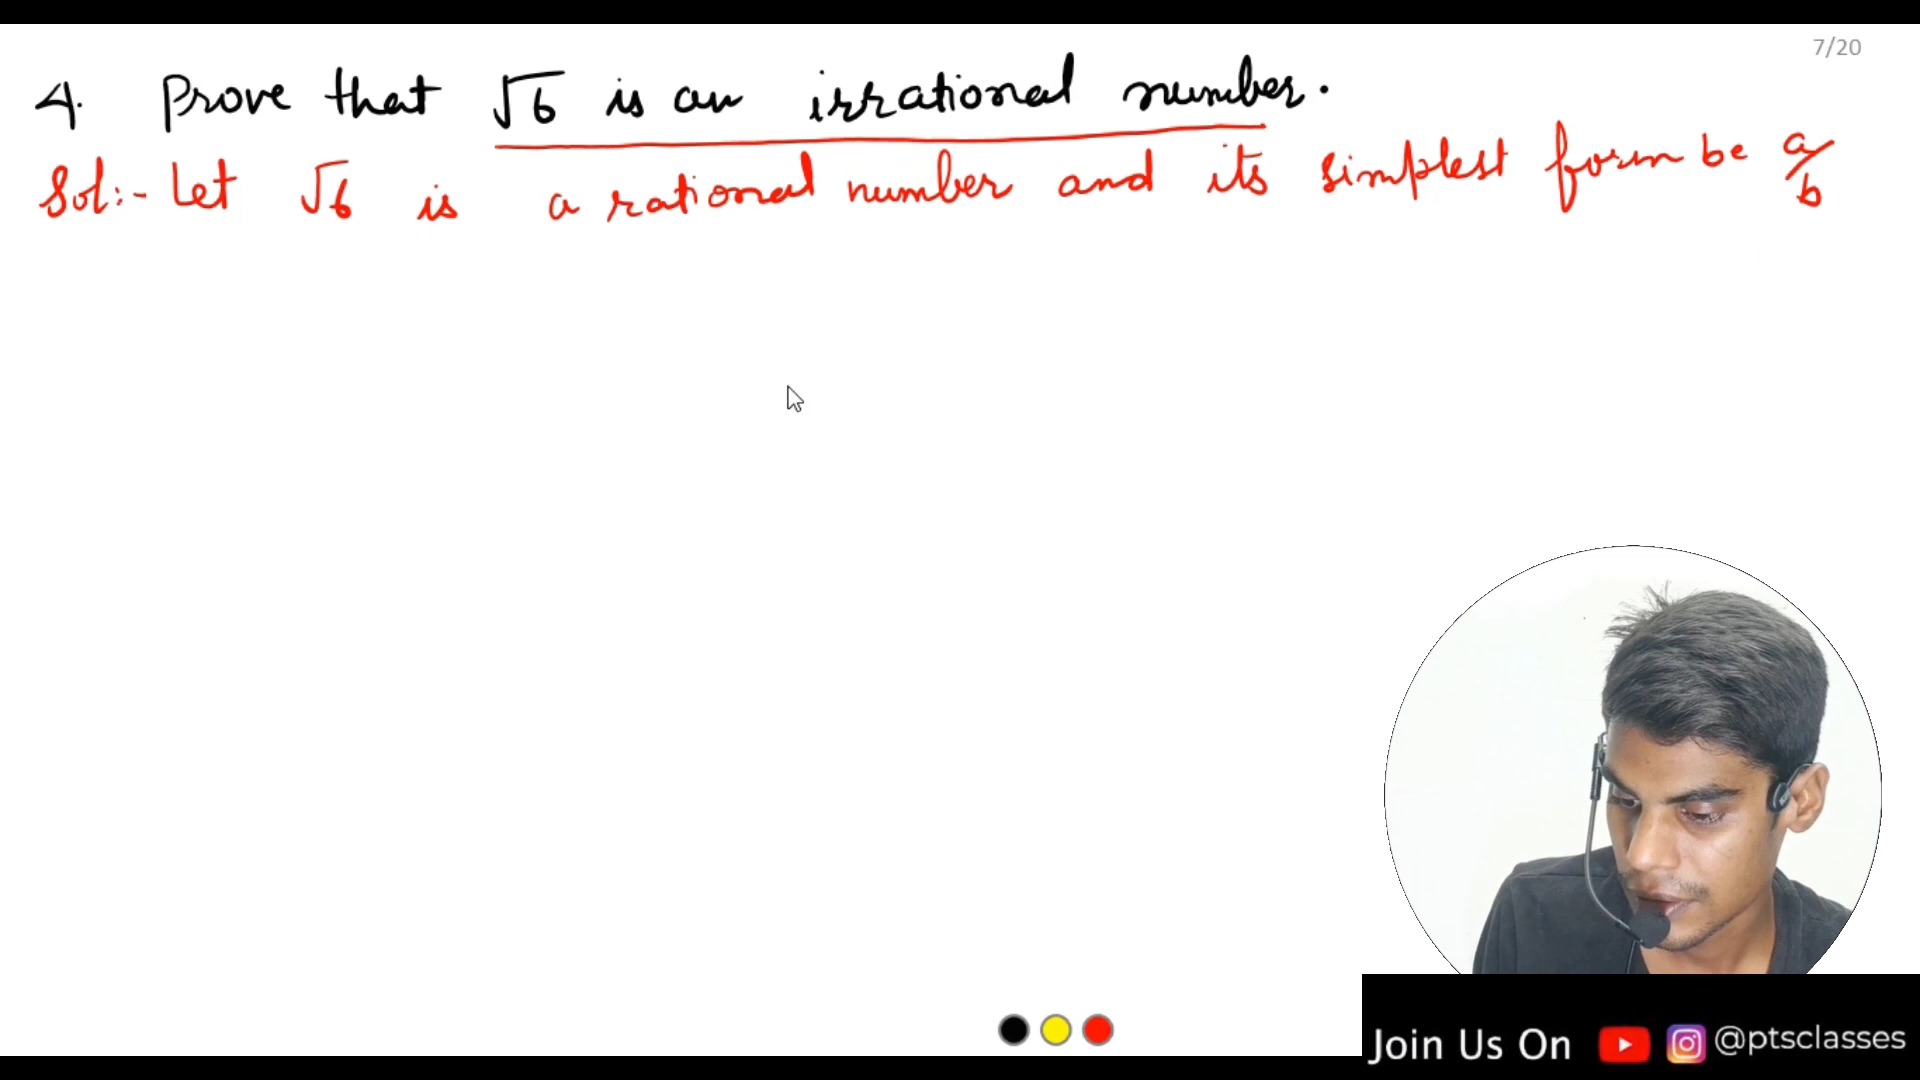 7/20
4. Prove that √6 is an irrational number.
Sol:- Let √6 is a rational number and its simplest form be a/b
Join Us On @ptsclasses